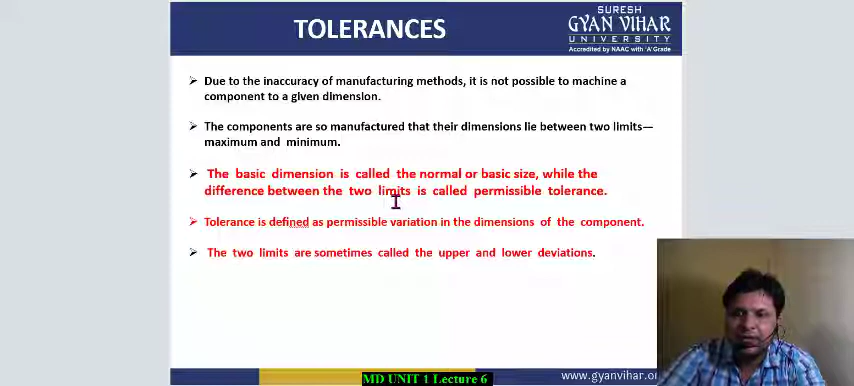 TOLERANCES
SURESH
GYAN VIHAR
UNIVERSITY
Accredited by NAAC with 'A' Grade
➢ Due to the inaccuracy of manufacturing methods, it is not possible to machine a
component to a given dimension.
➢ The components are so manufactured that their dimensions lie between two limits—
maximum and minimum.
➢ The basic dimension is called the normal or basic size, while the
difference between the two limits is called permissible tolerance.
➢ Tolerance is defined as permissible variation in the dimensions of the component.
➢ The two limits are sometimes called the upper and lower deviations.
MD UNIT 1 Lecture 6
www.gyanvihar.or